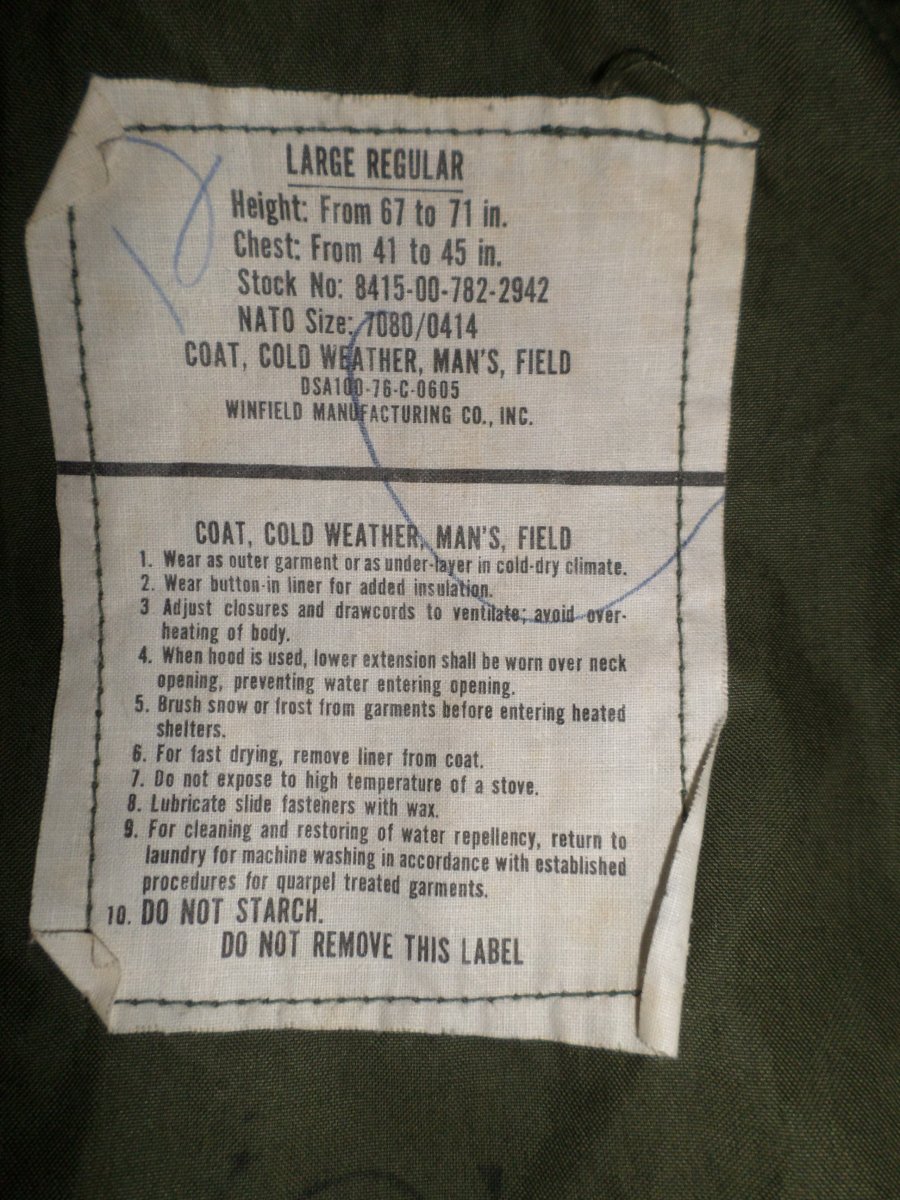 LARGE REGULAR
Height: From 67 to 71 in.
Chest: From 41 to 45 in.
Stock No: 8415-00-782-2942
NATO Size: 7080/0414
COAT, COLD WEATHER, MAN'S, FIELD
DSA100-76-C-0605
WINFIELD MANUFACTURING CO., INC.
COAT, COLD WEATHER, MAN'S, FIELD
1. Wear as outer garment or as under-layer in cold-dry climate.
2. Wear button-in liner for added insulation.
3 Adjust closures and drawcords to ventilate; avoid over-
heating of body.
4. When hood is used, lower extension shall be worn over neck
opening, preventing water entering opening.
5. Brush snow or frost from garments before entering heated
shelters.
6. For fast drying, remove liner from coat.
7. Do not expose to high temperature of a stove.
8. Lubricate slide fasteners with wax.
9. For cleaning and restoring of water repellency, return to
laundry for machine washing in accordance with established
procedures for quarpel treated garments.
10. DO NOT STARCH.
DO NOT REMOVE THIS LABEL